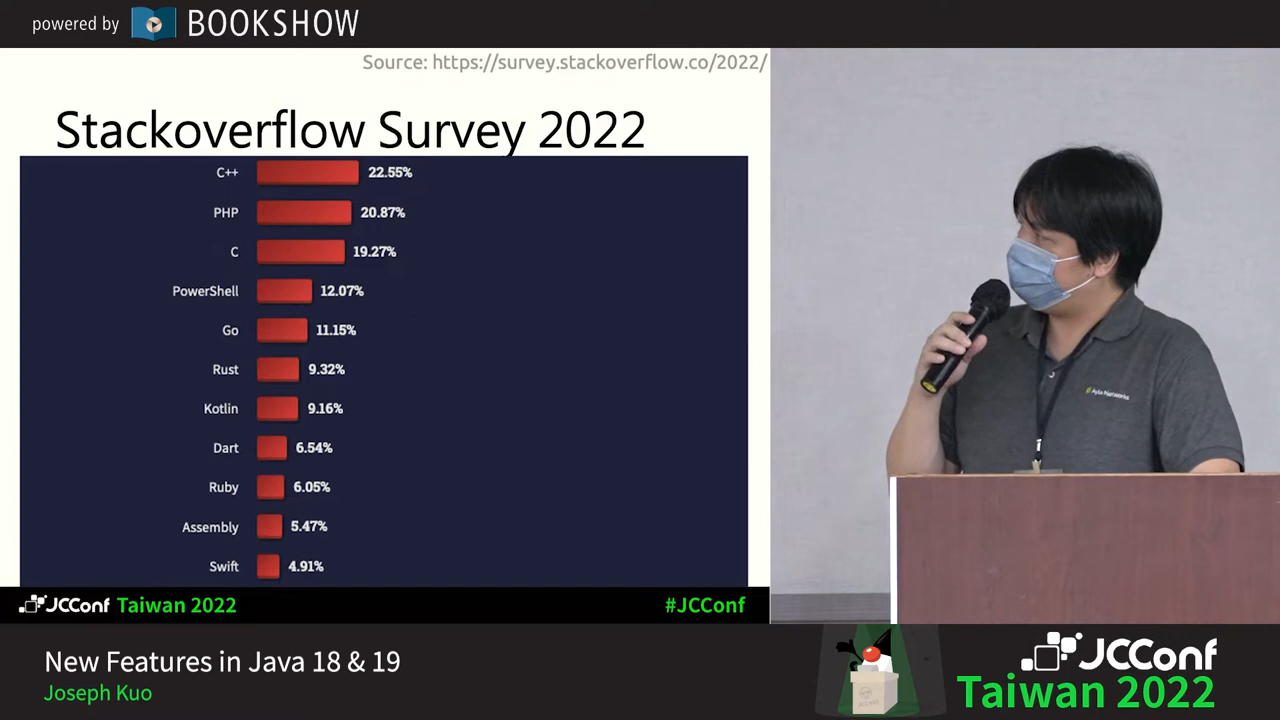 powered by BOOKSHOW
Source: https://survey.stackoverflow.co/2022/
Stackoverflow Survey 2022
C++ 22.55%
PHP 20.87%
C 19.27%
PowerShell 12.07%
Go 11.15%
Rust 9.32%
Kotlin 9.16%
Dart 6.54%
Ruby 6.05%
Assembly 5.47%
Swift 4.91%
Ayla Networks
JCConf Taiwan 2022 #JCConf
New Features in Java 18 & 19
Joseph Kuo
JCConf
Taiwan 2022